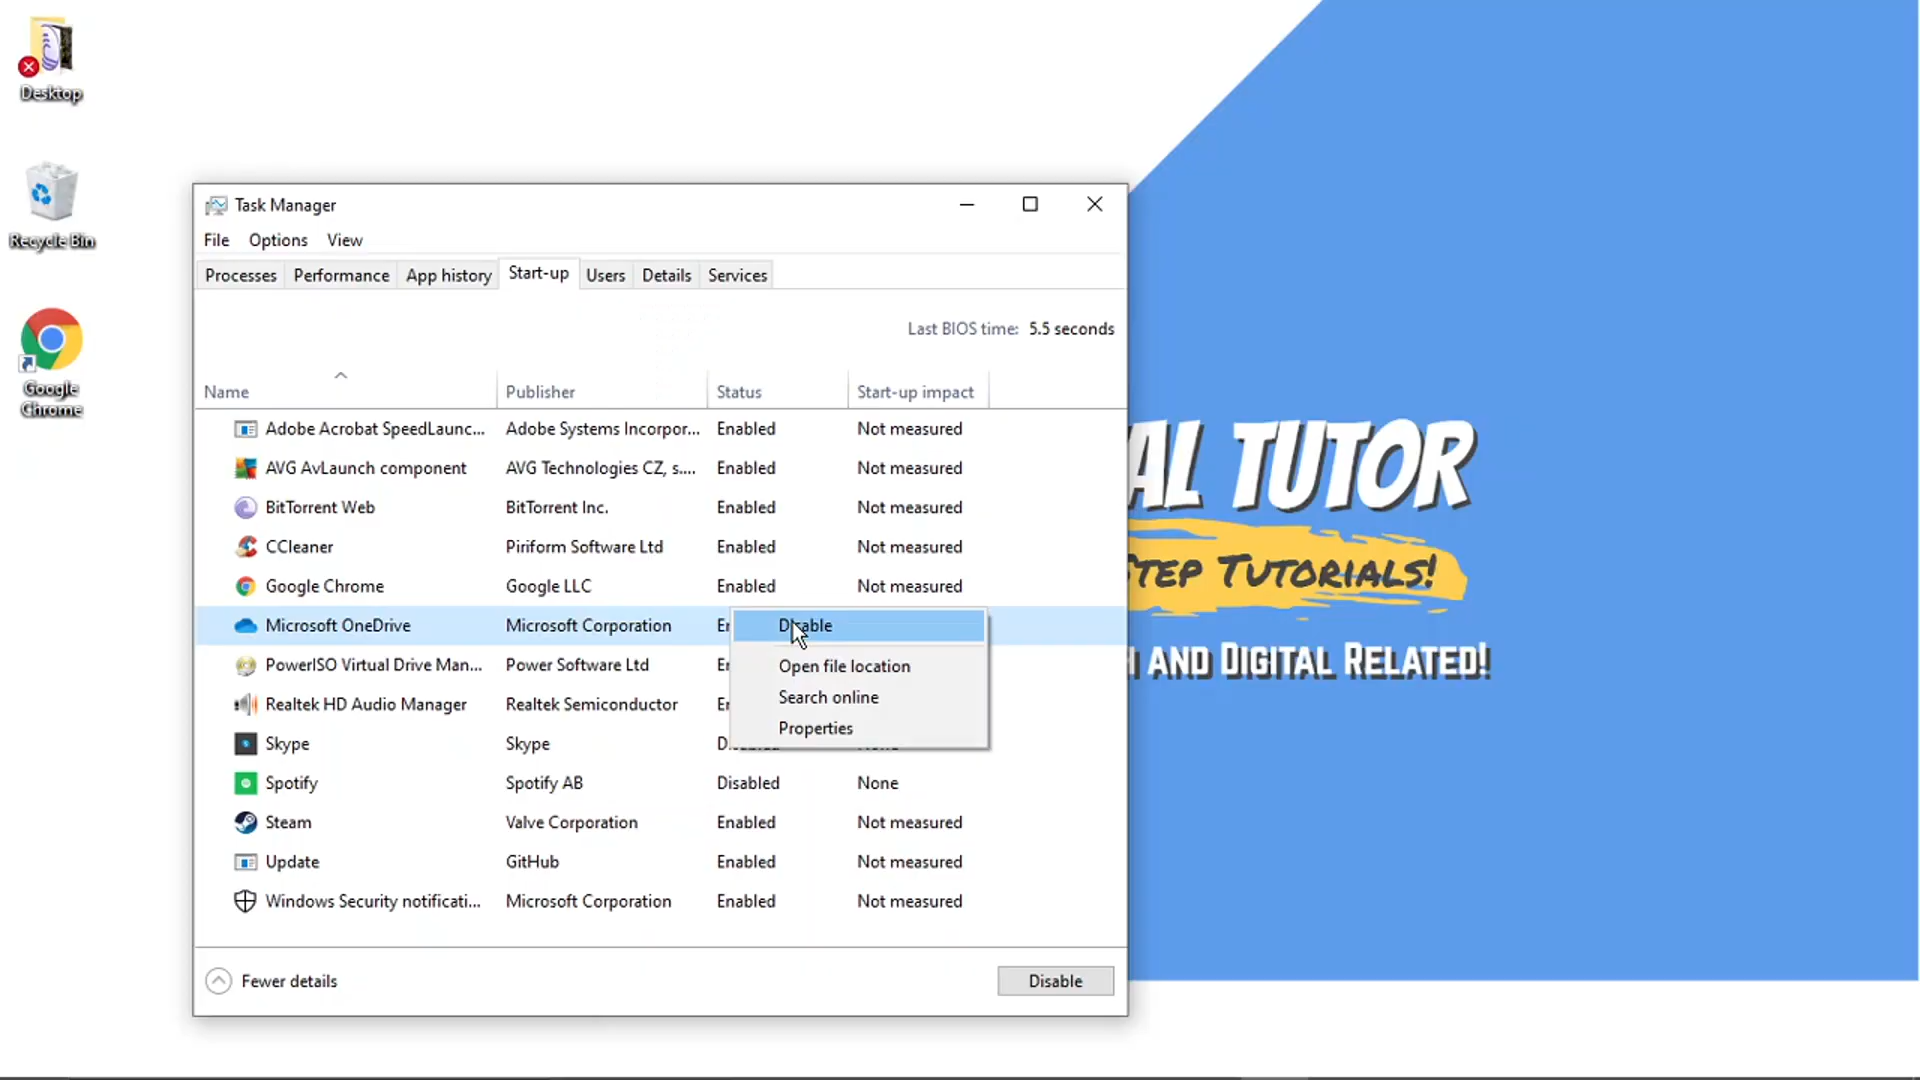 Desktop
Recycle Bin
Google
Chrome
Task Manager
File Options View
Processes Performance App history Start-up Users Details Services
Last BIOS time: 5.5 seconds
Name Publisher Status Start-up impact
Adobe Acrobat SpeedLaunc... Adobe Systems Incorpor... Enabled Not measured
AVG AvLaunch component AVG Technologies CZ, s.... Enabled Not measured
BitTorrent Web BitTorrent Inc. Enabled Not measured
CCleaner Piriform Software Ltd Enabled Not measured
Google Chrome Google LLC Enabled Not measured
Microsoft OneDrive Microsoft Corporation
PowerISO Virtual Drive Man... Power Software Ltd
Realtek HD Audio Manager Realtek Semiconductor
Skype Skype
Spotify Spotify AB Disabled None
Steam Valve Corporation Enabled Not measured
Update GitHub Enabled Not measured
Windows Security notificati... Microsoft Corporation Enabled Not measured
Disable
Open file location
Search online
Properties
Fewer details Disable
AL TUTOR
STEP TUTORIALS!
AND DIGITAL RELATED!